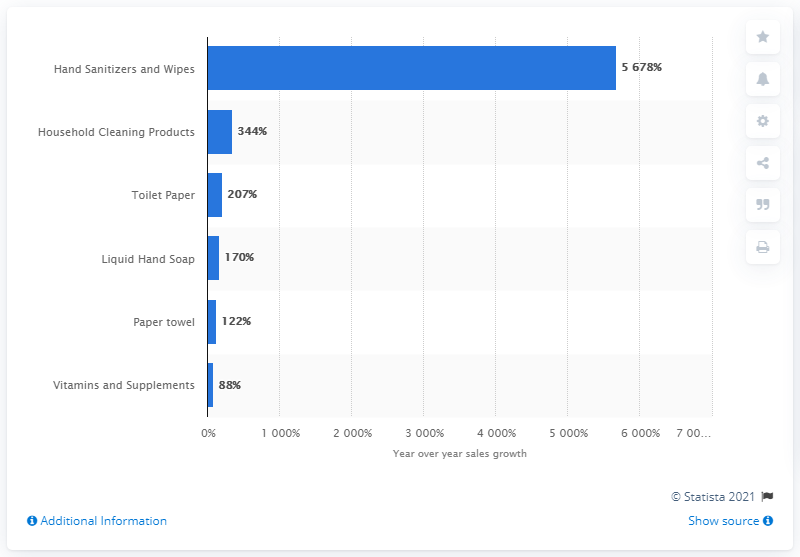 Hand Sanitizers and Wipes
5 678%
Household Cleaning Products
344%
Toilet Paper
207%
Liquid Hand Soap
170%
Paper towel
122%
Vitamins and Supplements
88%
0% 1 000% 2 000% 3 000% 4 000% 5 000% 6 000% 7 00...
Year over year sales growth
© Statista 2021
Additional Information
Show source